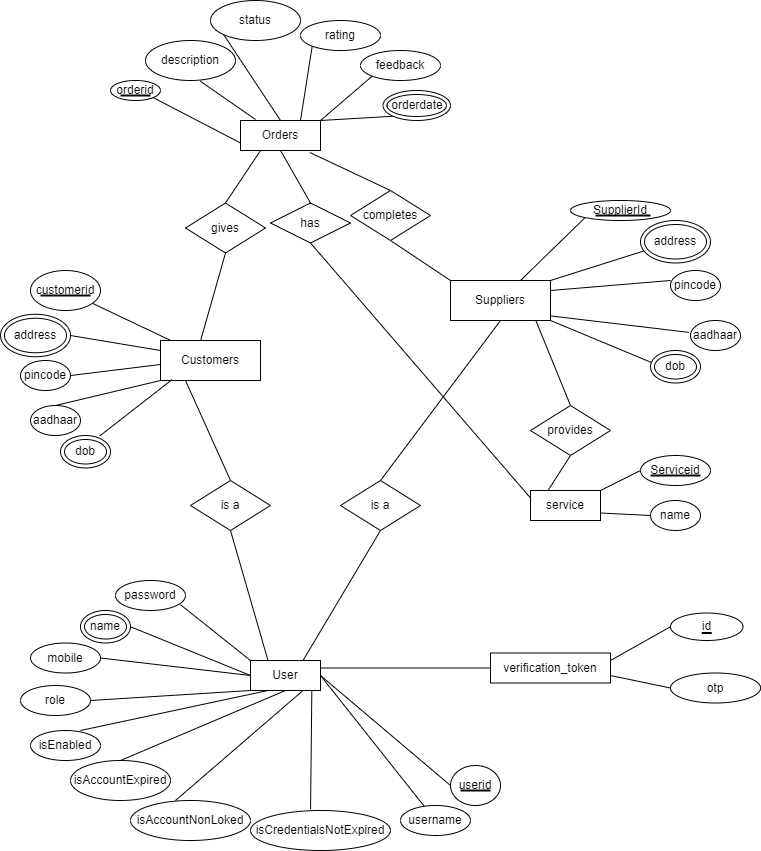 status
rating
description
feedback
orderid
orderdate
Orders
SupplierId
completes
has
gives
address
pincode
customerid
Suppliers
address
aadhaar
Customers
dob
pincode
aadhaar
provides
dob
Serviceid
is a
is a
service
name
password
name
id
mobile
verification_token
User
otp
role
isEnabled
isAccountExpired
userid
isAccountNonLoked
username
isCredentialsNotExpired